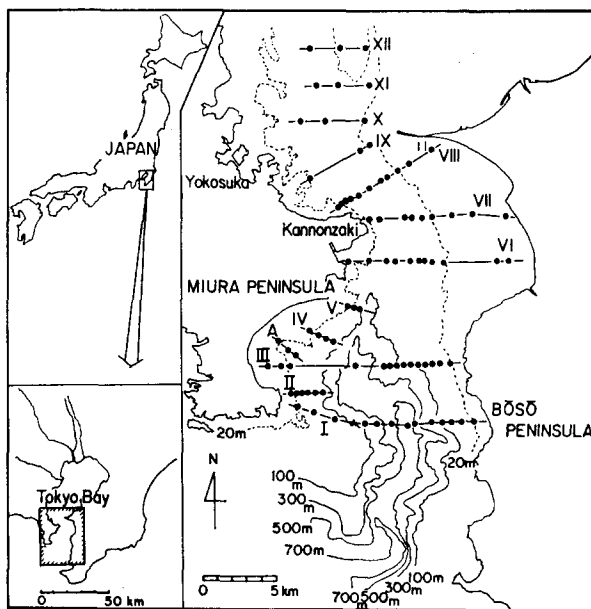 JAPAN
XII
XI
X
IX
VIII
VII
VI
Yokosuka
Kannonzaki
MIURA PENINSULA
V
IV
A
III
II
I
BŌSŌ
PENINSULA
20m
20m
N
100m
300m
500m
700m
100m
300m
700m 500m
0 5 km
Tokyo Bay
0 50 km